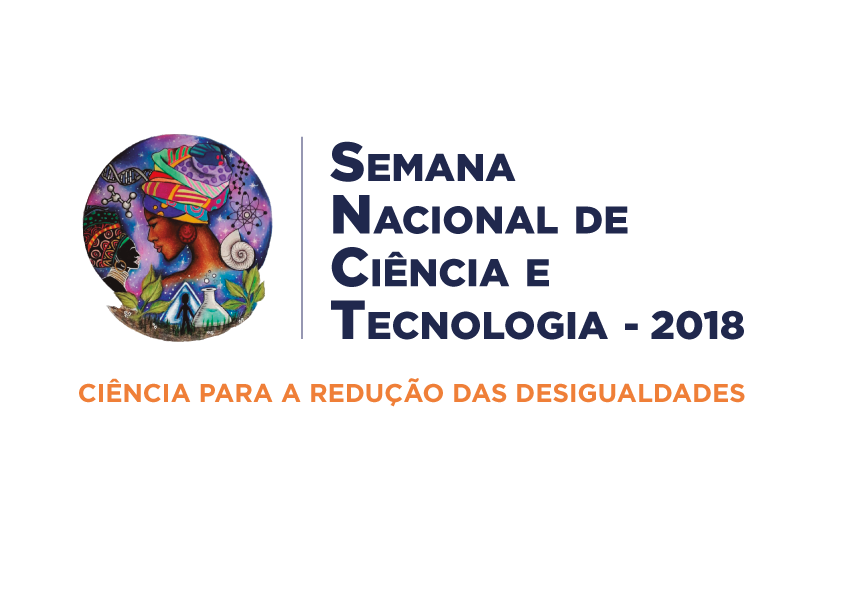 SEMANA
NACIONAL DE
CIÊNCIA E
TECNOLOGIA - 2018
CIÊNCIA PARA A REDUÇÃO DAS DESIGUALDADES